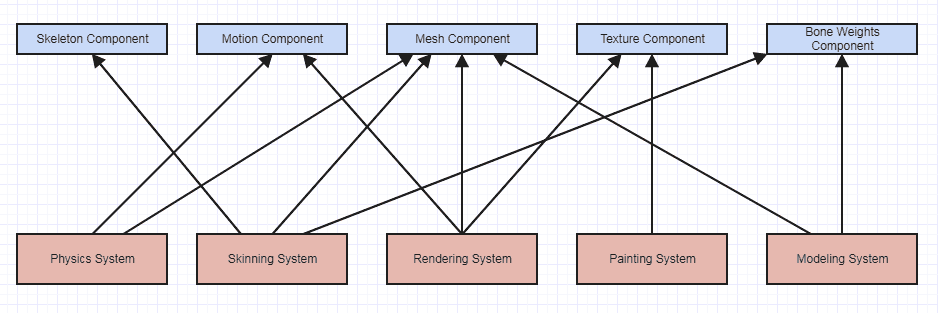 Skeleton Component
Motion Component
Mesh Component
Texture Component
Bone Weights
Component
Physics System
Skinning System
Rendering System
Painting System
Modeling System